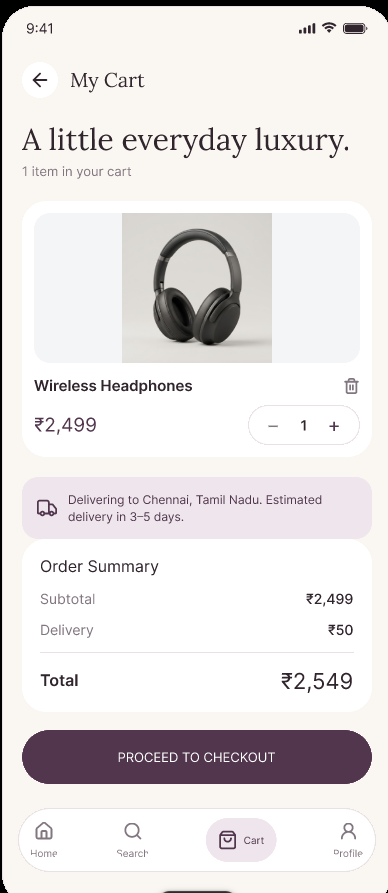 9:41
My Cart
A little everyday luxury.
1 item in your cart
Wireless Headphones
₹2,499
− 1 +
Delivering to Chennai, Tamil Nadu. Estimated
delivery in 3–5 days.
Order Summary
Subtotal ₹2,499
Delivery ₹50
Total ₹2,549
PROCEED TO CHECKOUT
Home Search Cart Profile